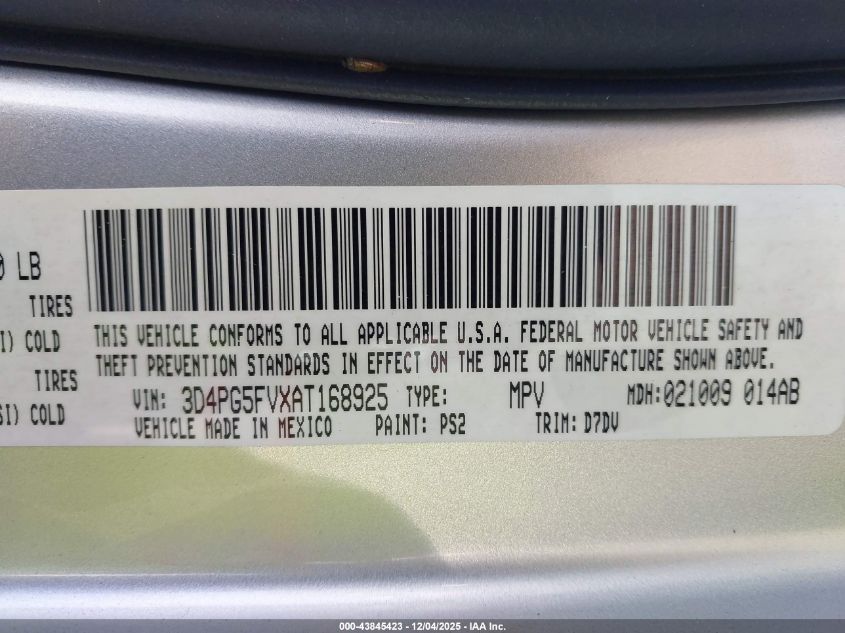 0 LB
TIRES
I) COLD
TIRES
SI) COLD
THIS VEHICLE CONFORMS TO ALL APPLICABLE U.S.A. FEDERAL MOTOR VEHICLE SAFETY AND
THEFT PREVENTION STANDARDS IN EFFECT ON THE DATE OF MANUFACTURE SHOWN ABOVE.
VIN: 3D4PG5FVXAT168925 TYPE: MPV MDH:021009 014AB
VEHICLE MADE IN MEXICO PAINT: PS2 TRIM: D7DV
000-43845423 - 12/04/2025 - IAA Inc.